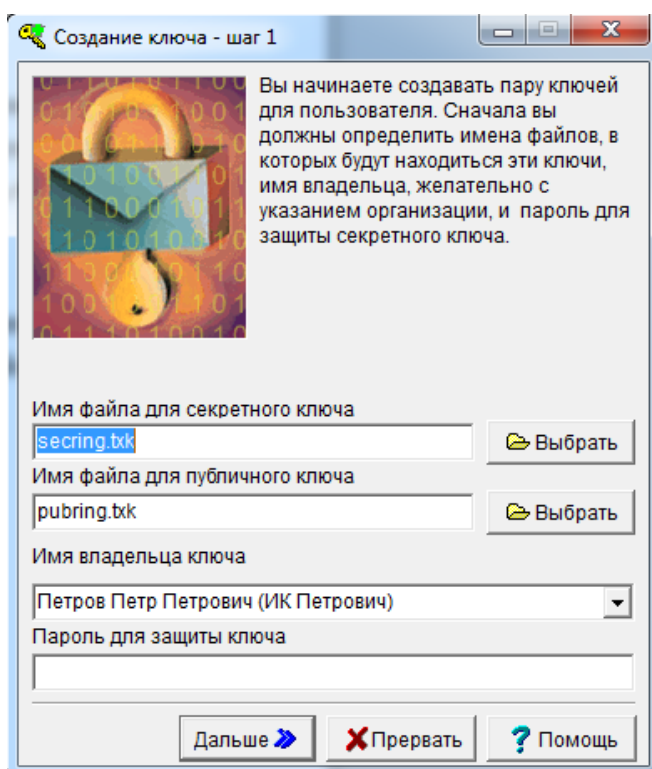 Создание ключа - шаг 1
Вы начинаете создавать пару ключей
для пользователя. Сначала вы
должны определить имена файлов, в
которых будут находиться эти ключи,
имя владельца, желательно с
указанием организации, и пароль для
защиты секретного ключа.
Имя файла для секретного ключа
secring.txk
Выбрать
Имя файла для публичного ключа
pubring.txk
Выбрать
Имя владельца ключа
Петров Петр Петрович (ИК Петрович)
Пароль для защиты ключа
Дальше
Прервать
Помощь